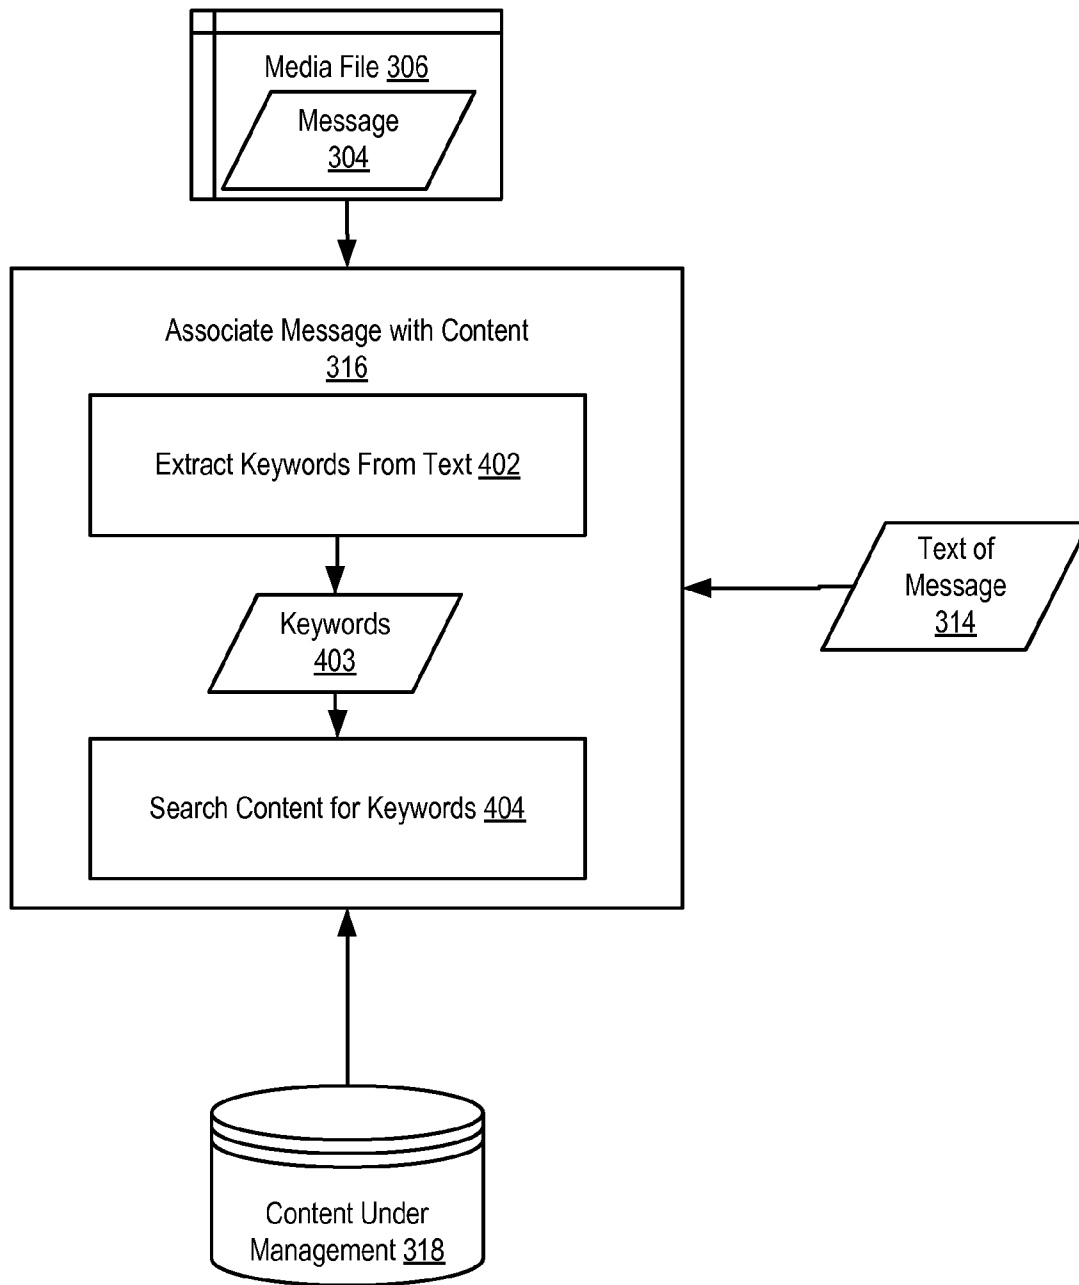 Media File 306
Message
304
Associate Message with Content
316
Extract Keywords From Text 402
Keywords
403
Text of
Message
314
Search Content for Keywords 404
Content Under
Management 318